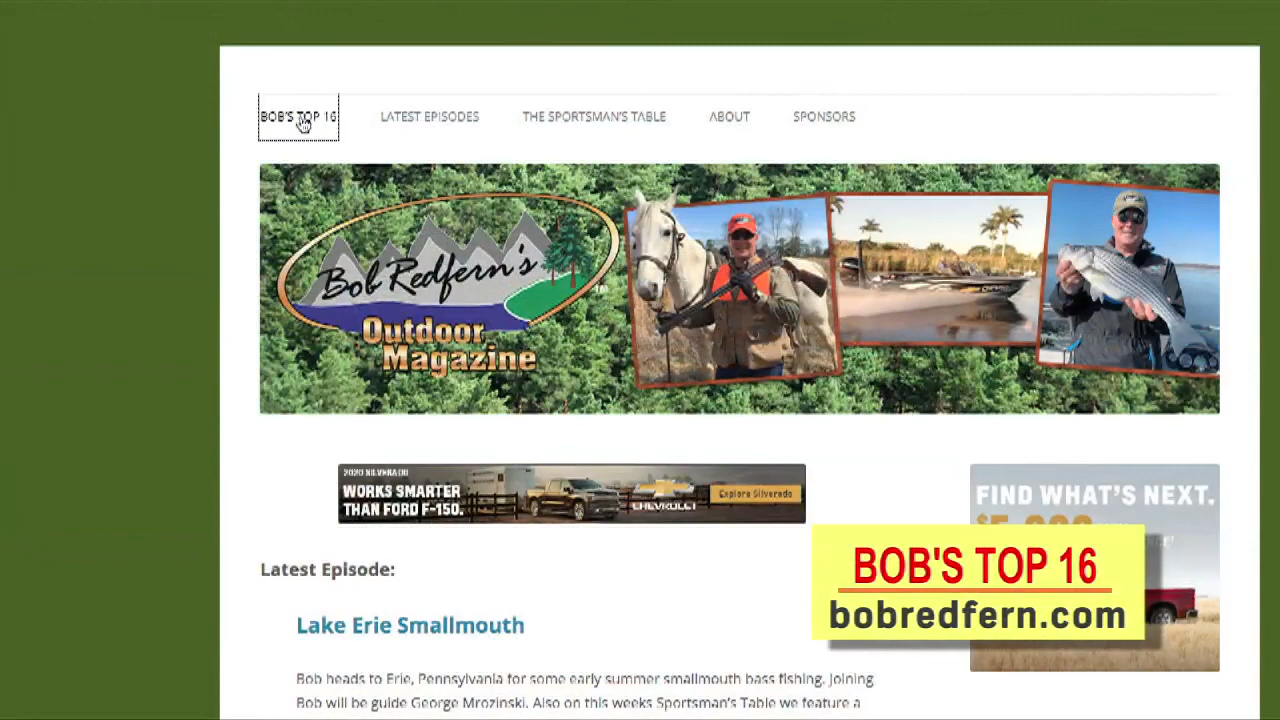 BOB'S TOP 16 LATEST EPISODES THE SPORTSMAN'S TABLE ABOUT SPONSORS
Bob Redfern's
Outdoor
Magazine
2020 SILVERADO
WORKS SMARTER
THAN FORD F-150.
CHEVROLET
Explore Silverado
FIND WHAT'S NEXT.
BOB'S TOP 16
bobredfern.com
Latest Episode:
Lake Erie Smallmouth
Bob heads to Erie, Pennsylvania for some early summer smallmouth bass fishing. Joining
Bob will be guide George Mrozinski. Also on this weeks Sportsman's Table we feature a